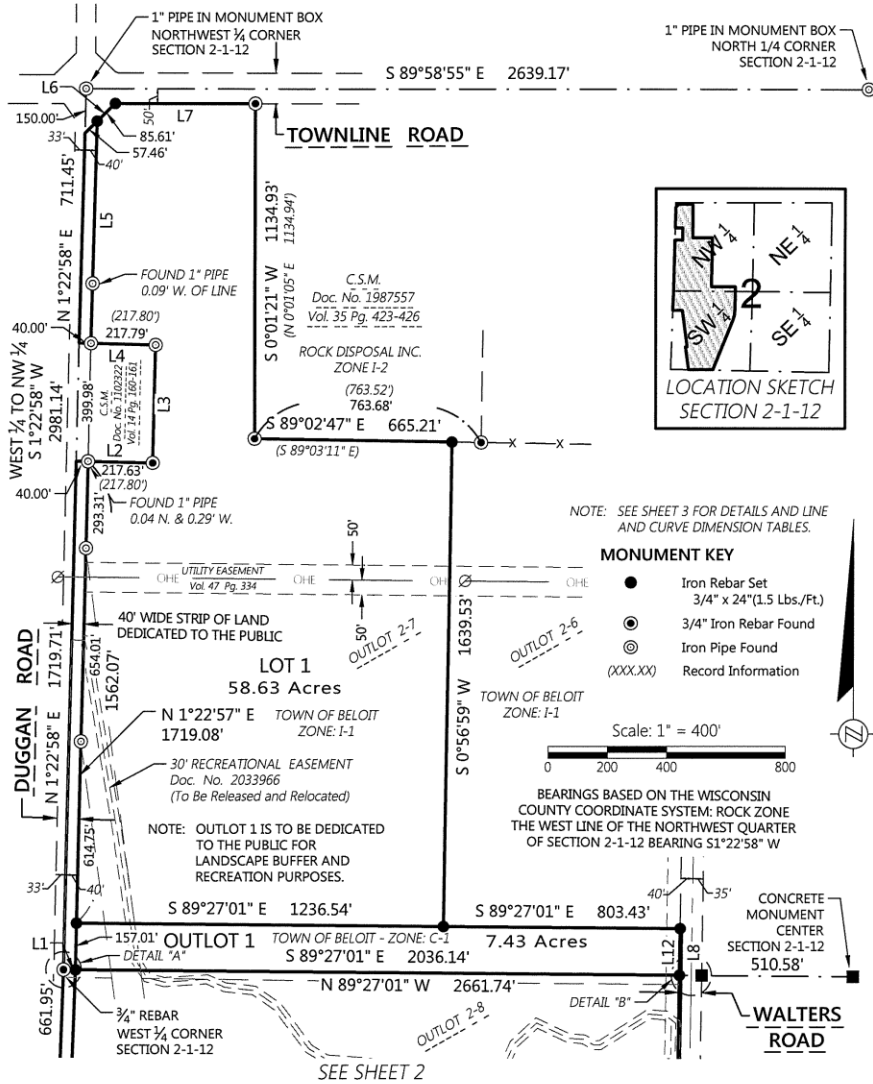 1" PIPE IN MONUMENT BOX
NORTHWEST ¼ CORNER
SECTION 2-1-12
1" PIPE IN MONUMENT BOX
NORTH 1/4 CORNER
SECTION 2-1-12
S 89°58'55" E 2639.17'
L6
150.00'
50'
L7
85.61'
57.46'
33'
40'
TOWNLINE ROAD
711.45'
N 1°22'58" E
L5
S 0°01'21" W 1134.93'
(N 0°01'05" E 1134.94')
FOUND 1" PIPE
0.09' W. OF LINE
C.S.M.
Doc. No. 1987557
Vol. 35 Pg. 423-426
ROCK DISPOSAL INC.
ZONE I-2
NW ¼
NE ¼
SW ¼
SE ¼
2
LOCATION SKETCH
SECTION 2-1-12
40.00'
(217.80')
217.79'
L4
WEST ¼ TO NW ¼
S 1°22'58" W
2981.14'
399.98'
C.S.M.
Doc. No. 1102322
Vol. 14 Pg. 160-161
L3
L2
217.63'
(217.80')
40.00'
(763.52')
763.68'
S 89°02'47" E 665.21'
(S 89°03'11" E)
X X
FOUND 1" PIPE
0.04 N. & 0.29' W.
293.31'
NOTE: SEE SHEET 3 FOR DETAILS AND LINE
AND CURVE DIMENSION TABLES.
MONUMENT KEY
Iron Rebar Set
3/4" x 24"(1.5 Lbs./Ft.)
3/4" Iron Rebar Found
Iron Pipe Found
(XXX.XX) Record Information
50'
OHE UTILITY EASEMENT OHE OHE OHE
Vol. 47 Pg. 334
50'
40' WIDE STRIP OF LAND
DEDICATED TO THE PUBLIC
OUTLOT 2-7
OUTLOT 2-6
DUGGAN ROAD
N 1°22'58" E 1719.71'
654.01'
1562.07'
LOT 1
58.63 Acres
S 0°56'59" W 1639.53'
TOWN OF BELOIT
ZONE: I-1
N 1°22'57" E
1719.08'
TOWN OF BELOIT
ZONE: I-1
Scale: 1" = 400'
0 200 400 800
N
30' RECREATIONAL EASEMENT
Doc. No. 2033966
(To Be Released and Relocated)
BEARINGS BASED ON THE WISCONSIN
COUNTY COORDINATE SYSTEM: ROCK ZONE
THE WEST LINE OF THE NORTHWEST QUARTER
OF SECTION 2-1-12 BEARING S1°22'58" W
NOTE: OUTLOT 1 IS TO BE DEDICATED
TO THE PUBLIC FOR
LANDSCAPE BUFFER AND
RECREATION PURPOSES.
614.75'
33'
40'
40'
35'
S 89°27'01" E 1236.54'
S 89°27'01" E 803.43'
CONCRETE
MONUMENT
CENTER
SECTION 2-1-12
510.58'
L1
157.01'
OUTLOT 1
TOWN OF BELOIT - ZONE: C-1
7.43 Acres
L12
L8
DETAIL "A"
S 89°27'01" E 2036.14'
N 89°27'01" W 2661.74'
DETAIL "B"
661.95'
¾" REBAR
WEST ¼ CORNER
SECTION 2-1-12
OUTLOT 2-8
WALTERS
ROAD
SEE SHEET 2